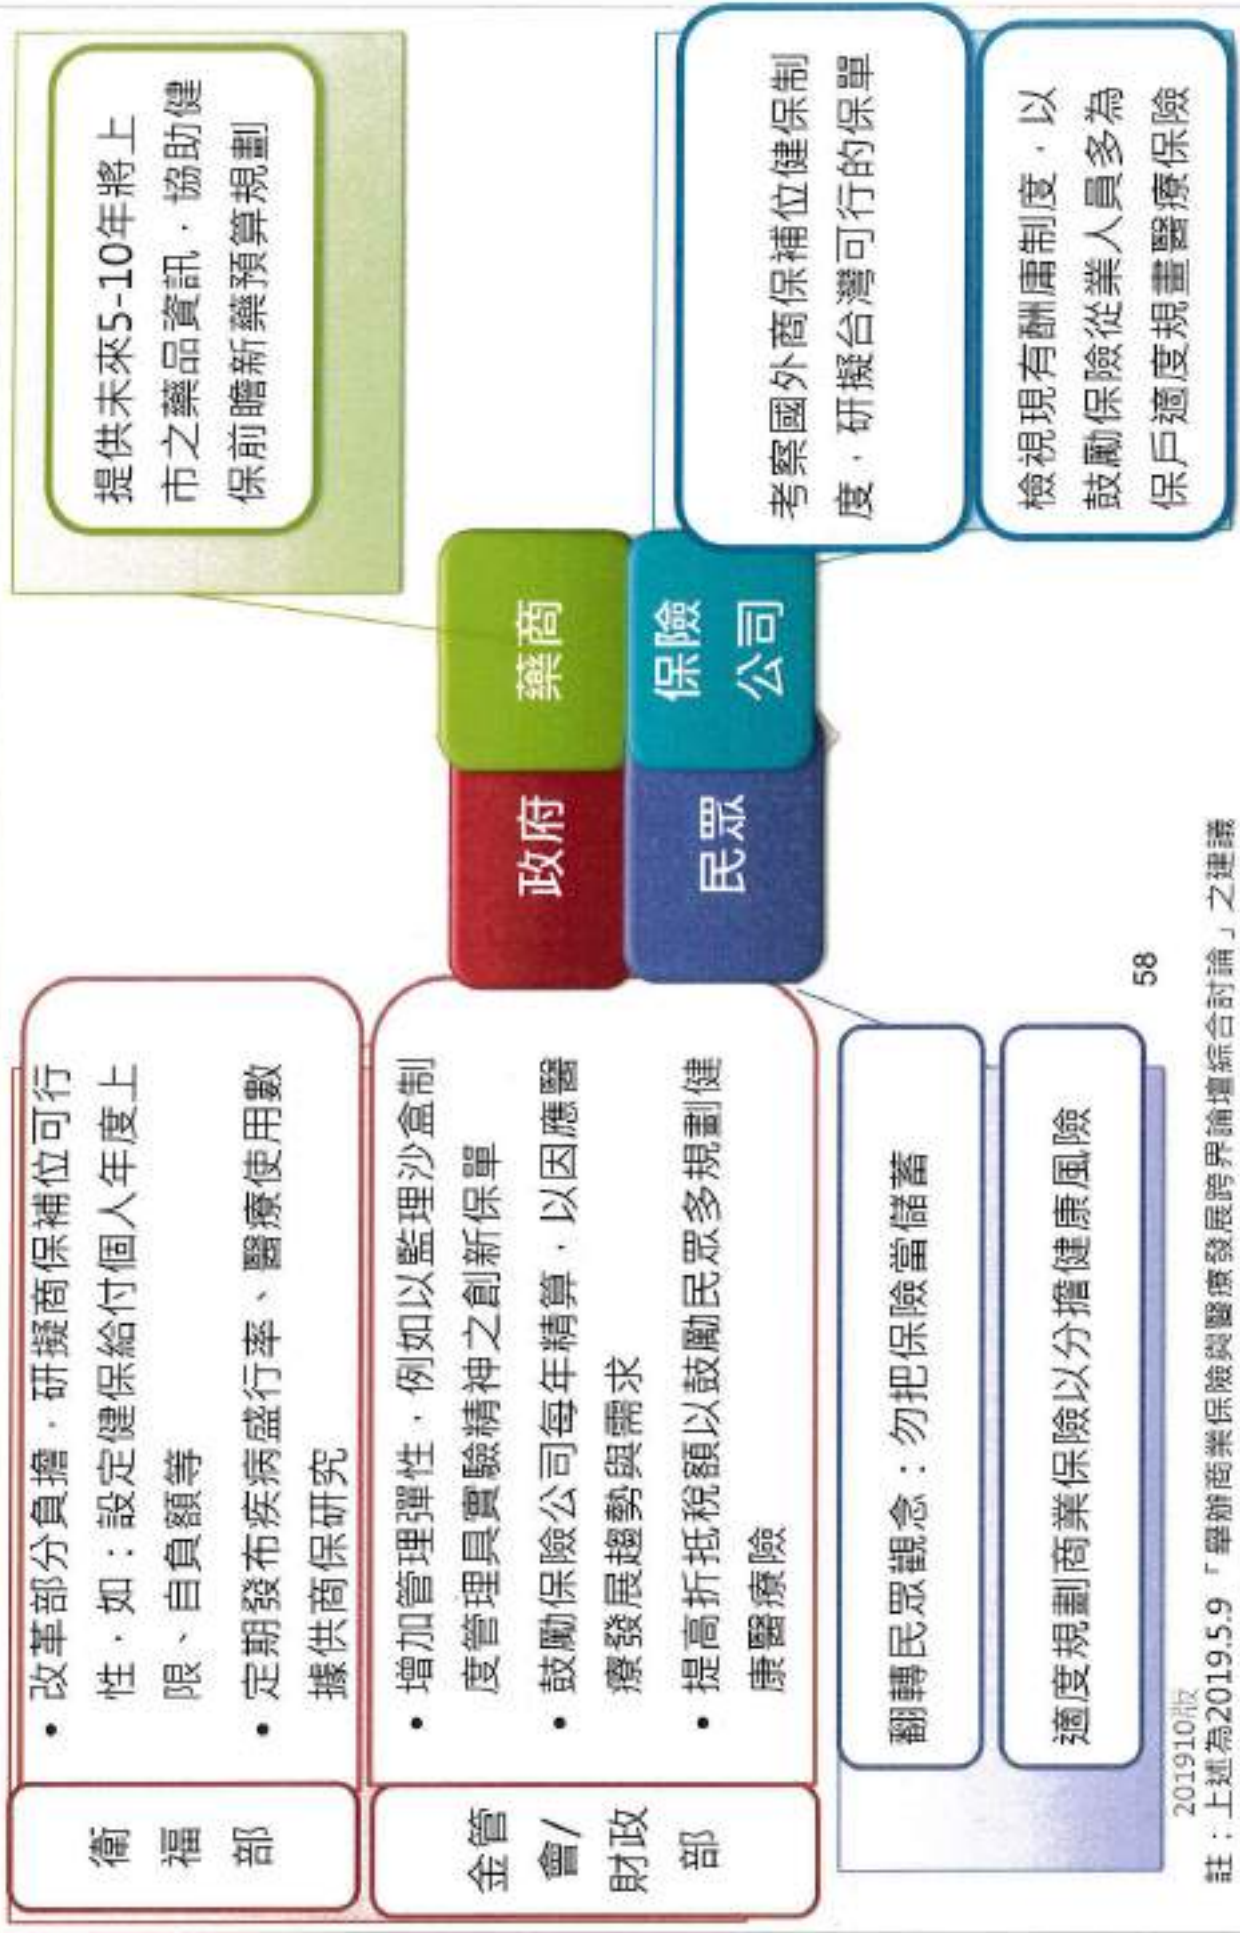 衛
福
部
• 改革部分負擔，研擬商保補位可行
性，如：設定健保給付個人年度上
限、自負額等
• 定期發布疾病盛行率、醫療使用數
據供商保研究
金管
會/
財政
部
• 增加管理彈性，例如以監理沙盒制
度管理具實驗精神之創新保單
• 鼓勵保險公司每年精算，以因應醫
療發展趨勢與需求
• 提高折抵稅額以鼓勵民眾多規劃健
康醫療險
政府
藥商
民眾
保險
公司
提供未來5-10年將上
市之藥品資訊，協助健
保前瞻新藥預算規劃
考察國外商保補位健保制
度，研擬台灣可行的保單
檢視現有酬庸制度，以
鼓勵保險從業人員多為
保戶適度規畫醫療保險
翻轉民眾觀念：勿把保險當儲蓄
適度規劃商業保險以分擔健康風險
58
201910版
註：上述為2019.5.9「舉辦商業保險與醫療發展跨界論壇綜合討論」之建議